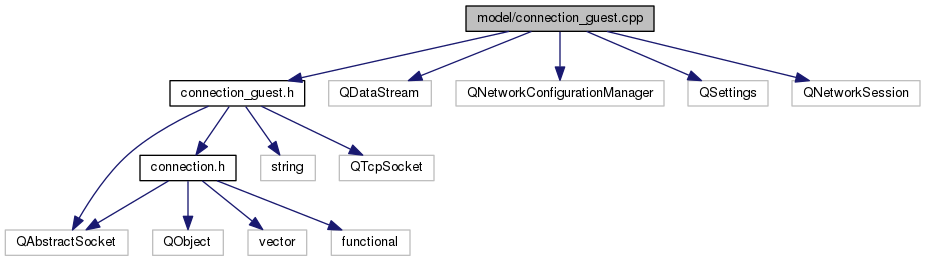 model/connection_guest.cpp
connection_guest.h
QDataStream
QNetworkConfigurationManager
QSettings
QNetworkSession
connection.h
string
QTcpSocket
QAbstractSocket
QObject
vector
functional